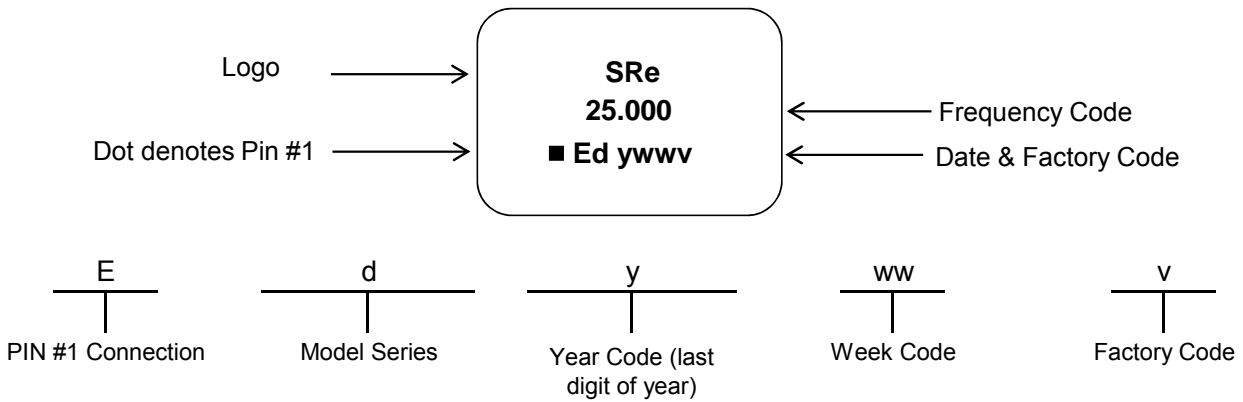 Logo
SRe
25.000
Frequency Code
Dot denotes Pin #1
■ Ed ywwv
Date & Factory Code
E
d
y
ww
v
PIN #1 Connection
Model Series
Year Code (last
digit of year)
Week Code
Factory Code